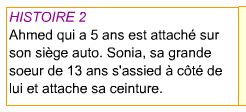 HISTOIRE 2
Ahmed qui a 5 ans est attaché sur
son siège auto. Sonia, sa grande
soeur de 13 ans s'assied à côté de
lui et attache sa ceinture.